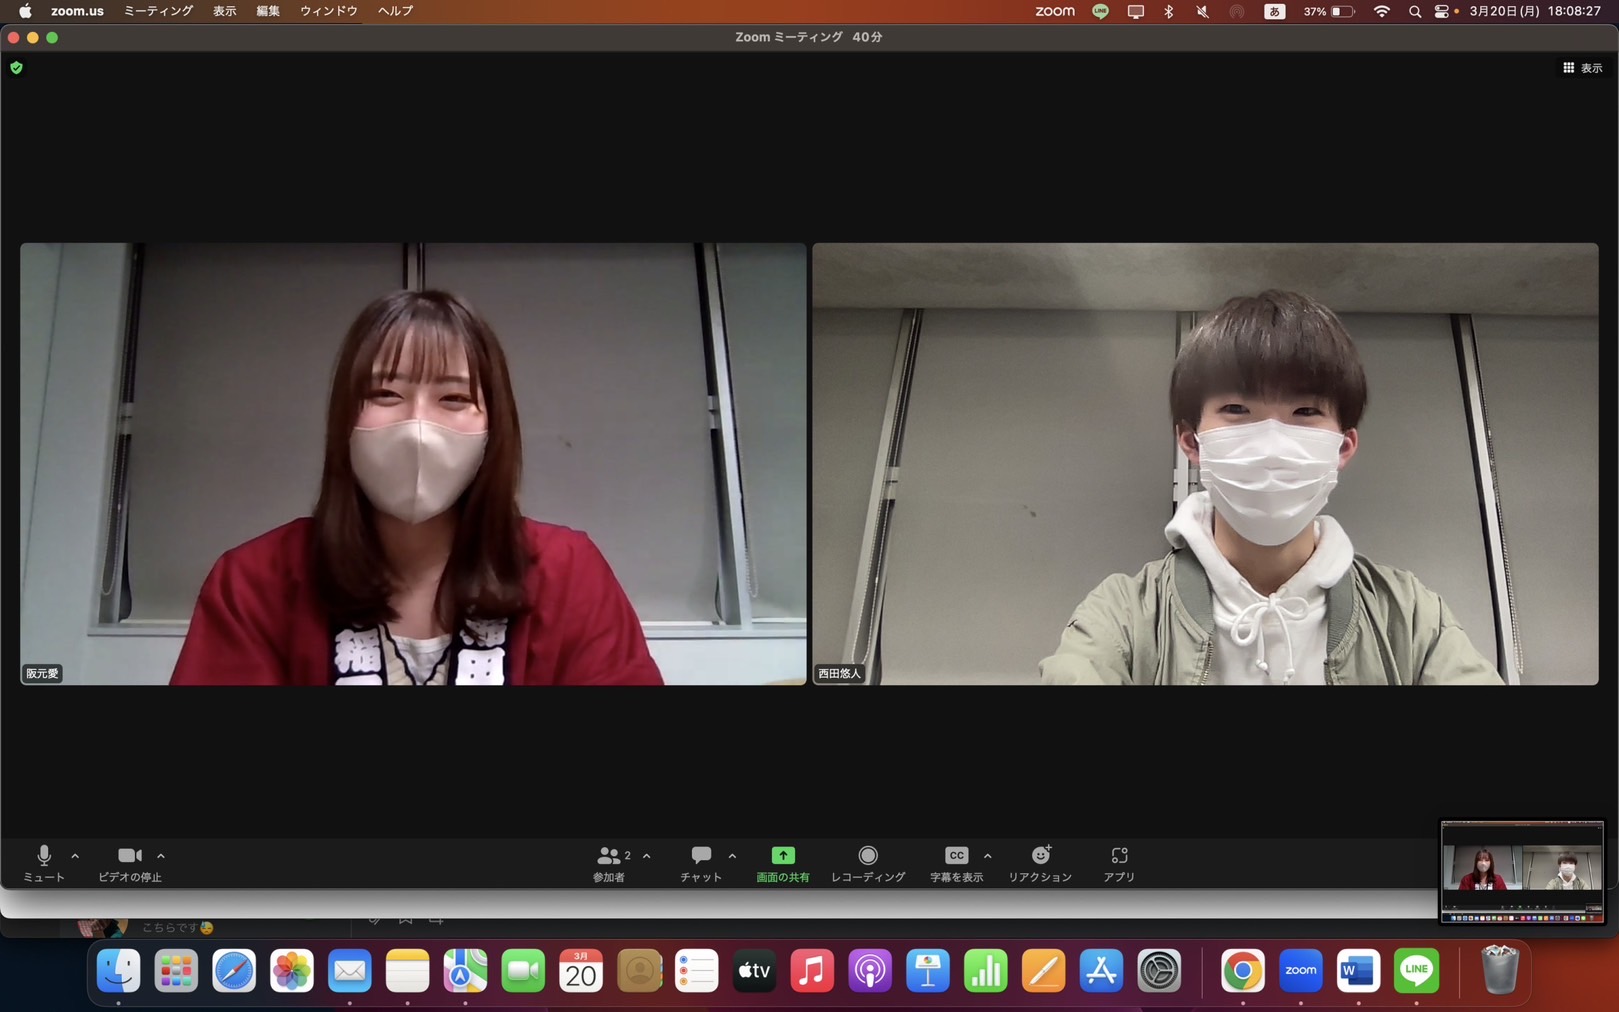 zoom.us ミーティング 表示 編集 ウィンドウ ヘルプ
zoom LINE あ 37% 3月20日(月) 18:08:27
Zoom ミーティング 40分
表示
稲
阪元愛
西田悠人
2
CC
ミュート ビデオの停止 参加者 チャット 画面の共有 レコーディング 字幕を表示 リアクション アプリ
こちらです😓
3月
20
tv
zoom
W
LINE